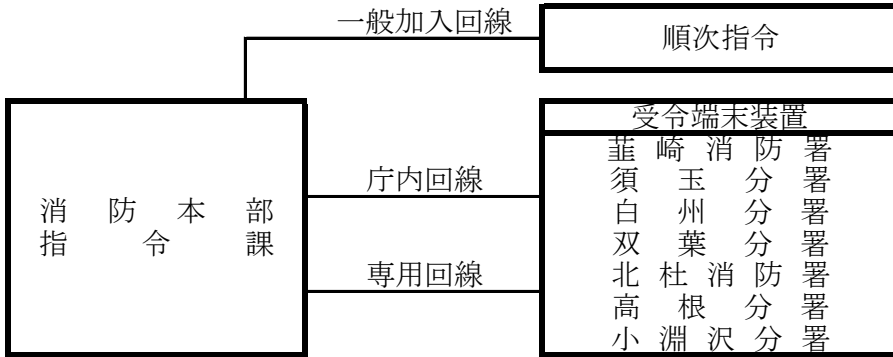 一般加入回線
順次指令
消防本部
指令課
庁内回線
専用回線
受令端末装置
韮崎消防署
須玉分署
白州分署
双葉分署
北杜消防署
高根分署
小淵沢分署